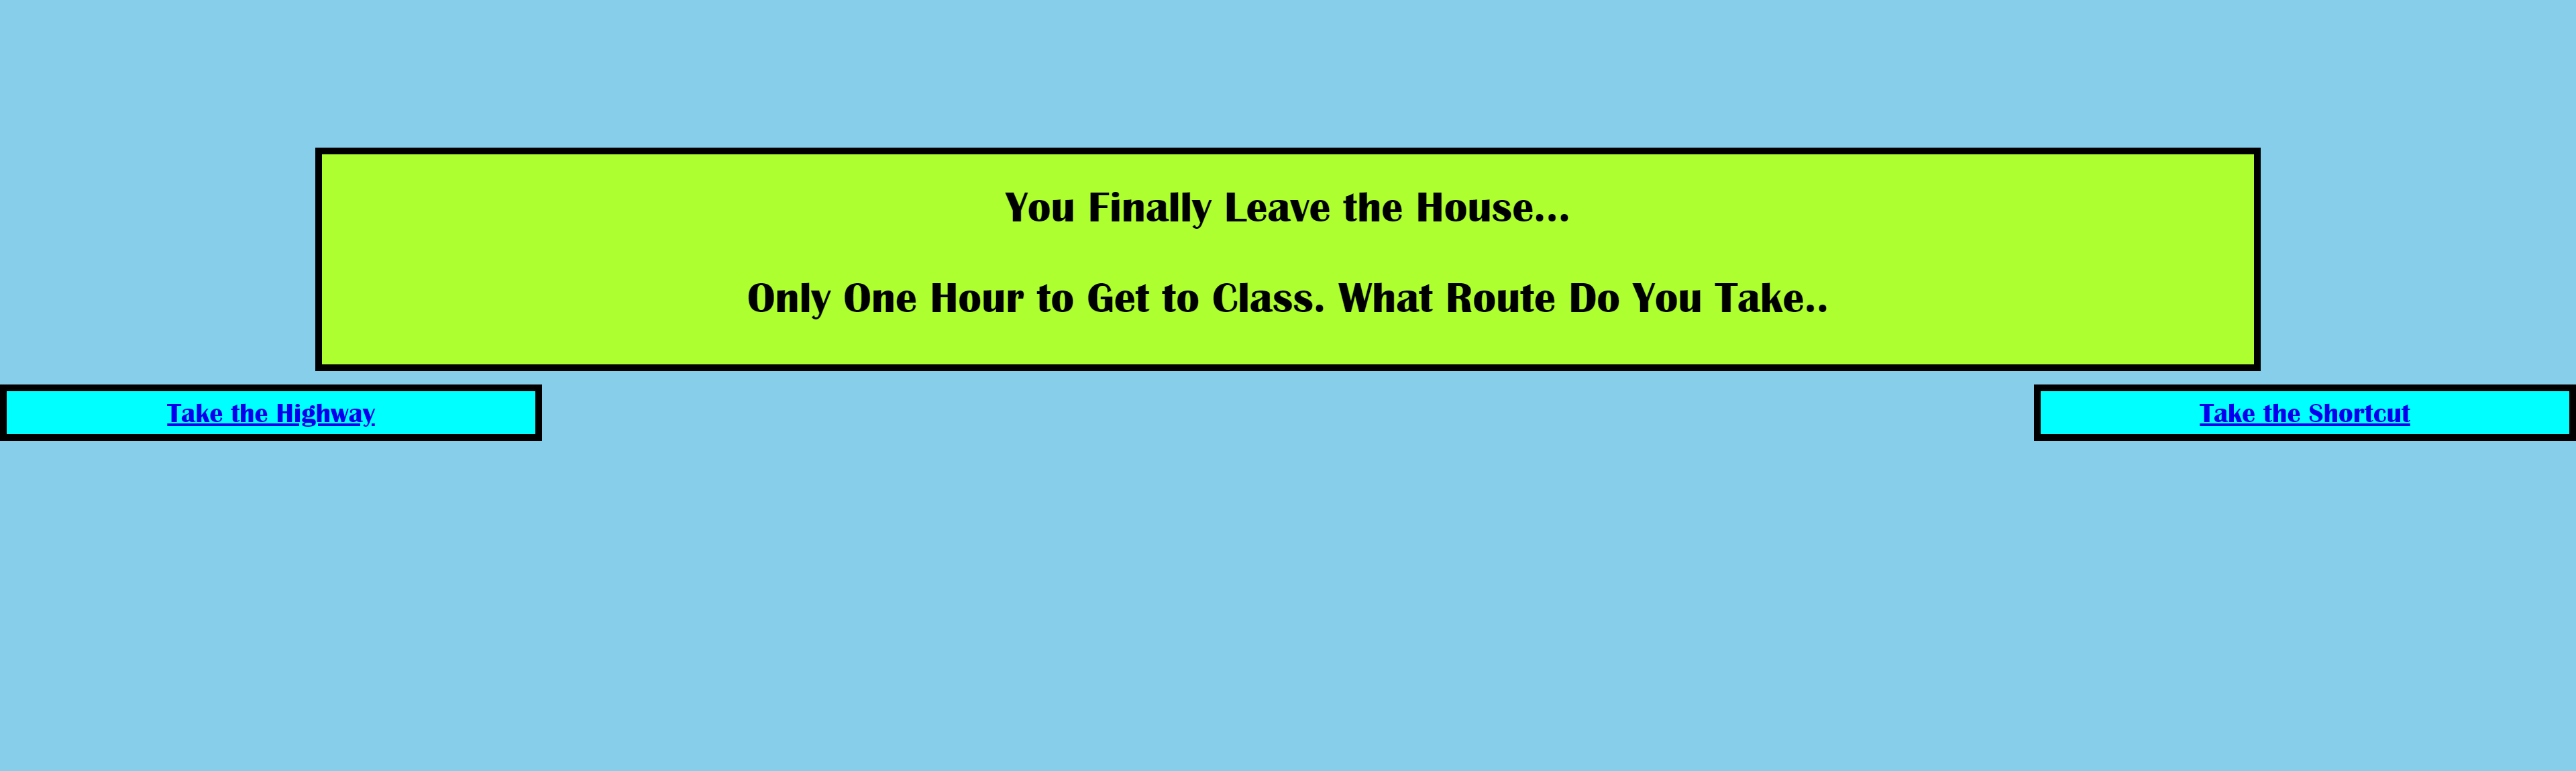 You Finally Leave the House...
Only One Hour to Get to Class. What Route Do You Take..
Take the Highway
Take the Shortcut